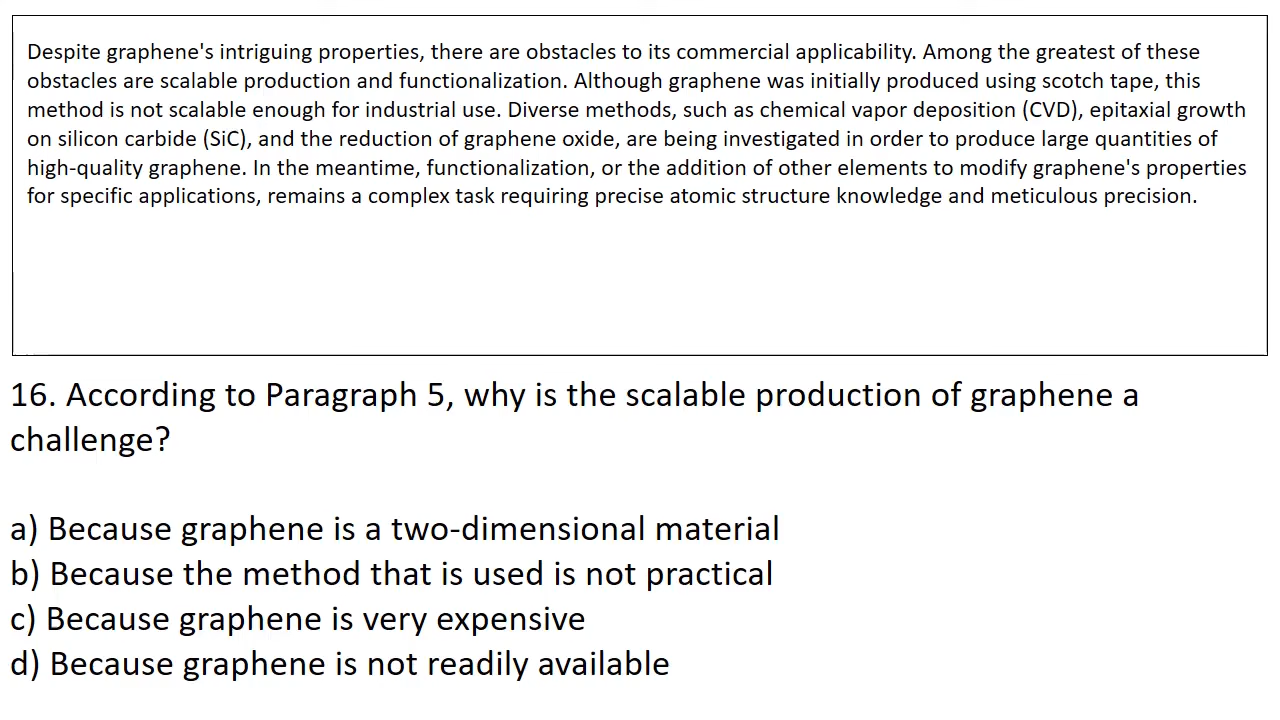 Despite graphene's intriguing properties, there are obstacles to its commercial applicability. Among the greatest of these
obstacles are scalable production and functionalization. Although graphene was initially produced using scotch tape, this
method is not scalable enough for industrial use. Diverse methods, such as chemical vapor deposition (CVD), epitaxial growth
on silicon carbide (SiC), and the reduction of graphene oxide, are being investigated in order to produce large quantities of
high-quality graphene. In the meantime, functionalization, or the addition of other elements to modify graphene's properties
for specific applications, remains a complex task requiring precise atomic structure knowledge and meticulous precision.
16. According to Paragraph 5, why is the scalable production of graphene a
challenge?
a) Because graphene is a two-dimensional material
b) Because the method that is used is not practical
c) Because graphene is very expensive
d) Because graphene is not readily available